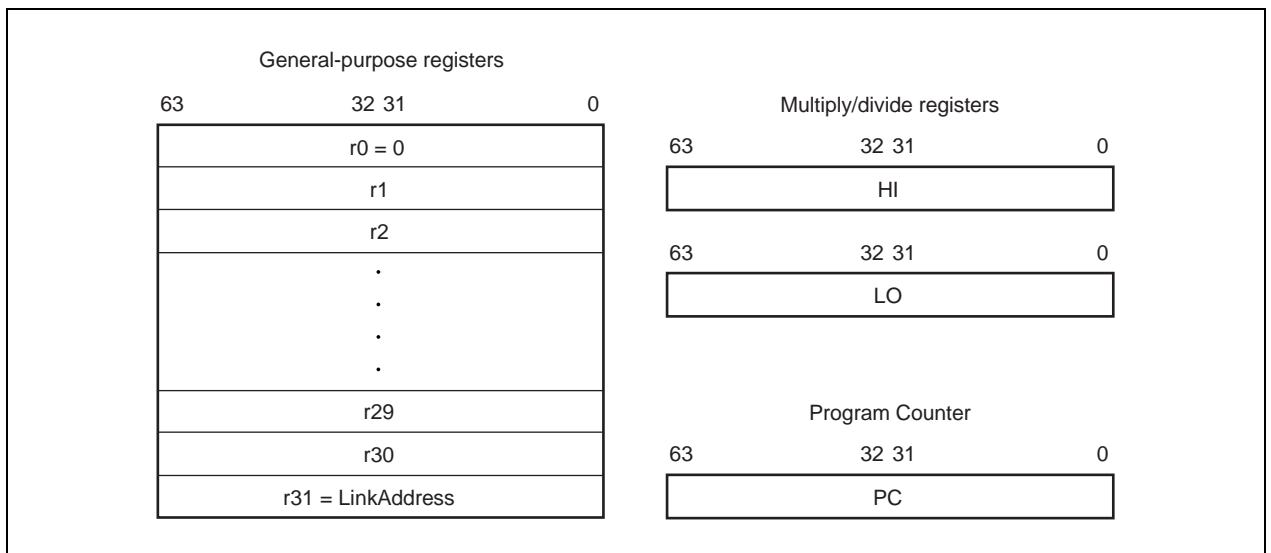 General-purpose registers
63 32 31 0
r0 = 0
r1
r2
r29
r30
r31 = LinkAddress
Multiply/divide registers
63 32 31 0
HI
63 32 31 0
LO
Program Counter
63 32 31 0
PC